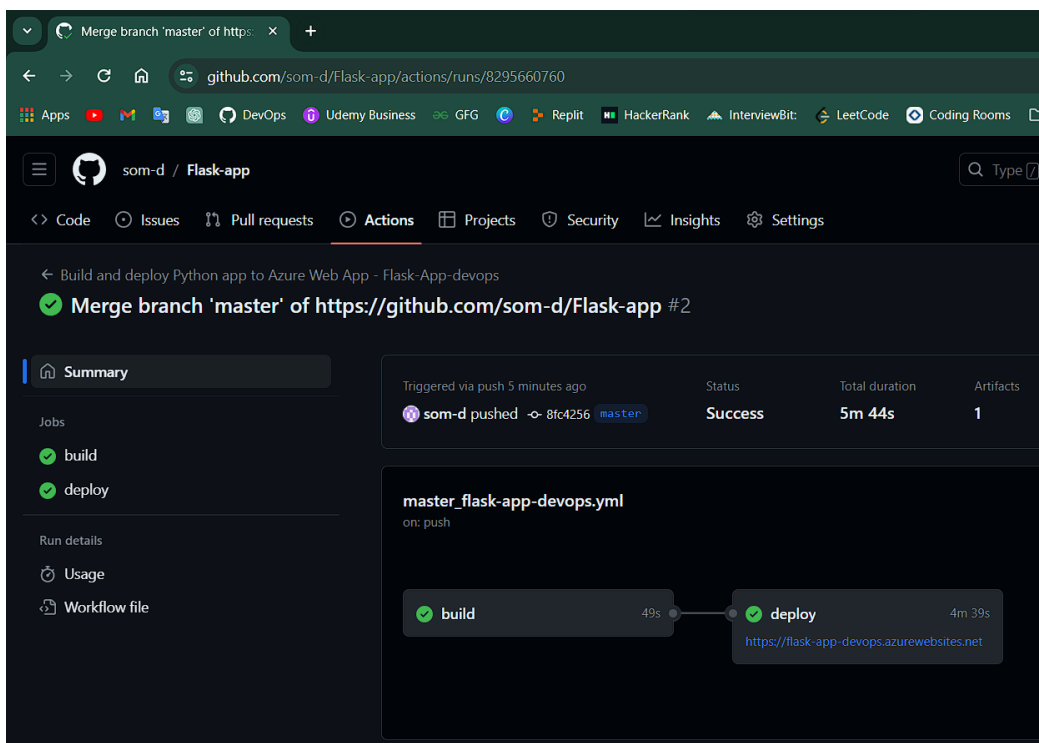 Merge branch 'master' of https:
github.com/som-d/Flask-app/actions/runs/8295660760
Apps DevOps Udemy Business GFG Replit HackerRank InterviewBit: LeetCode Coding Rooms
som-d / Flask-app Type /
Code Issues Pull requests Actions Projects Security Insights Settings
Build and deploy Python app to Azure Web App - Flask-App-devops
Merge branch 'master' of https://github.com/som-d/Flask-app #2
Summary
Jobs
build
deploy
Run details
Usage
Workflow file
Triggered via push 5 minutes ago Status Total duration Artifacts
som-d pushed 8fc4256 master Success 5m 44s 1
master_flask-app-devops.yml
on: push
build 49s
deploy 4m 39s
https://flask-app-devops.azurewebsites.net